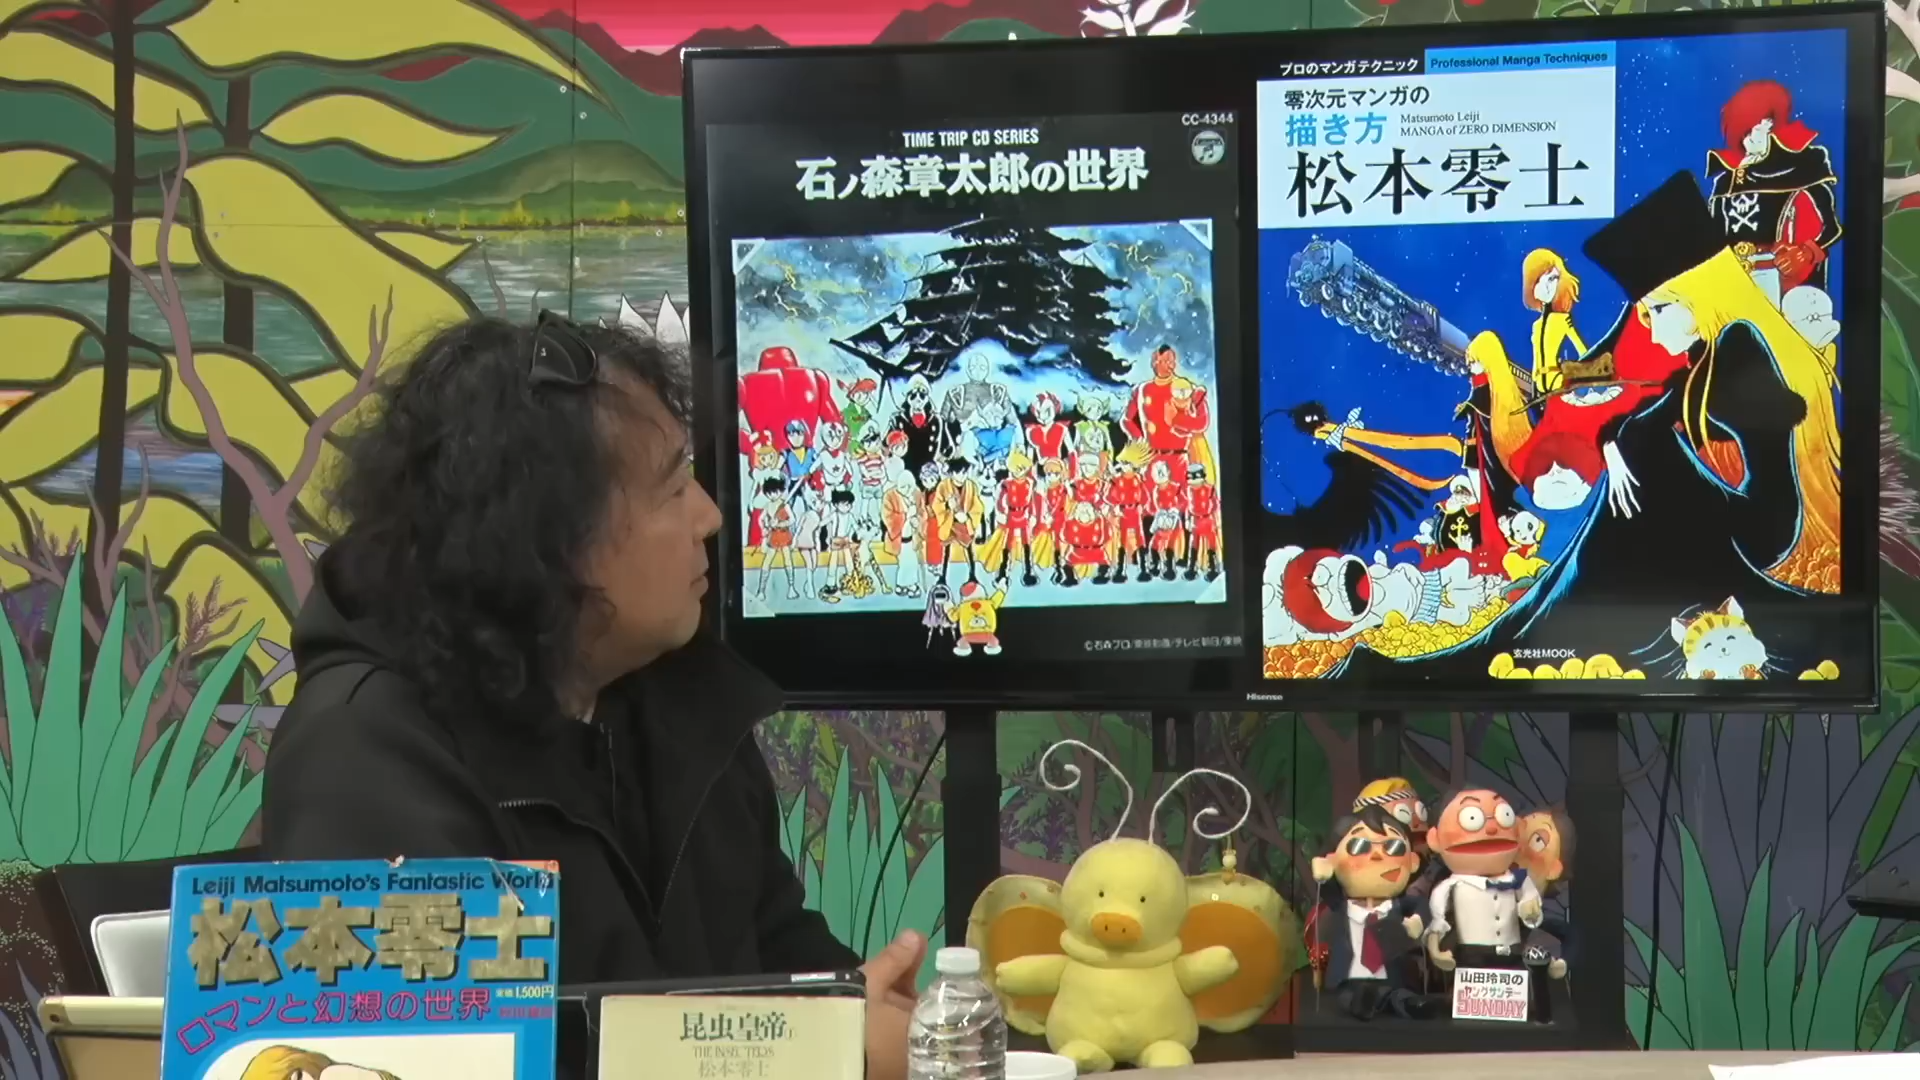 TIME TRIP CD SERIES
石ノ森章太郎の世界
CC-4344
©石森プロ/東映動画/テレビ朝日/東映
プロのマンガテクニック
Professional Manga Techniques
零次元マンガの
描き方
Matsumoto Leiji
MANGA of ZERO DIMENSION
松本零士
玄光社MOOK
Hisense
Leiji Matsumoto's Fantastic World
松本零士
ロマンと幻想の世界
定価1,500円
昆虫皇帝
松本零士
山田玲司の
ヤングサンデー
SUNDAY